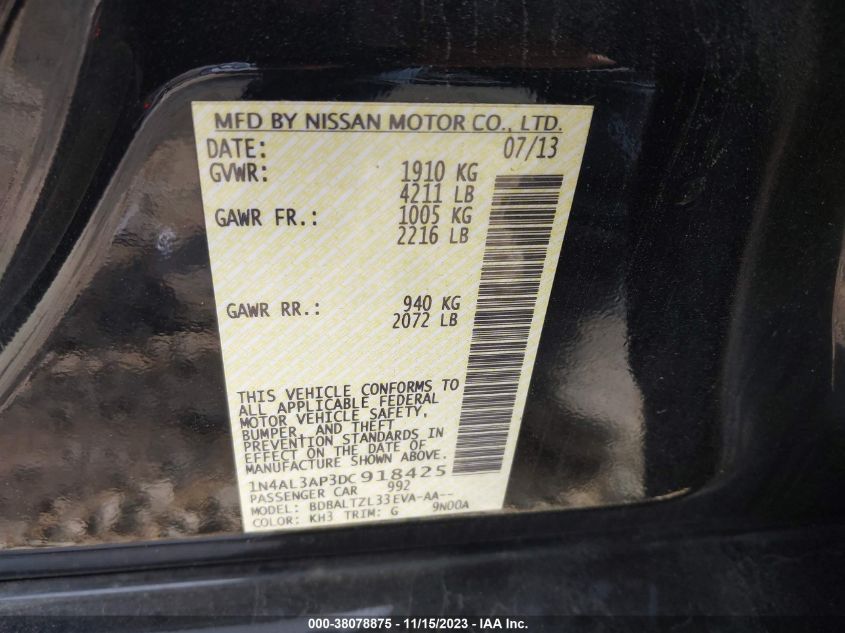 MFD BY NISSAN MOTOR CO., LTD.
DATE: 07/13
GVWR: 1910 KG
4211 LB
GAWR FR.: 1005 KG
2216 LB
GAWR RR.: 940 KG
2072 LB
THIS VEHICLE CONFORMS TO
ALL APPLICABLE FEDERAL
MOTOR VEHICLE SAFETY,
BUMPER, AND THEFT
PREVENTION STANDARDS IN
EFFECT ON THE DATE OF
MANUFACTURE SHOWN ABOVE.
1N4AL3AP3DC918425
PASSENGER CAR 992
MODEL: BDBALTZL33EVA-AA--
COLOR: KH3 TRIM: G 9N00A
000-38078875 - 11/15/2023 - IAA Inc.